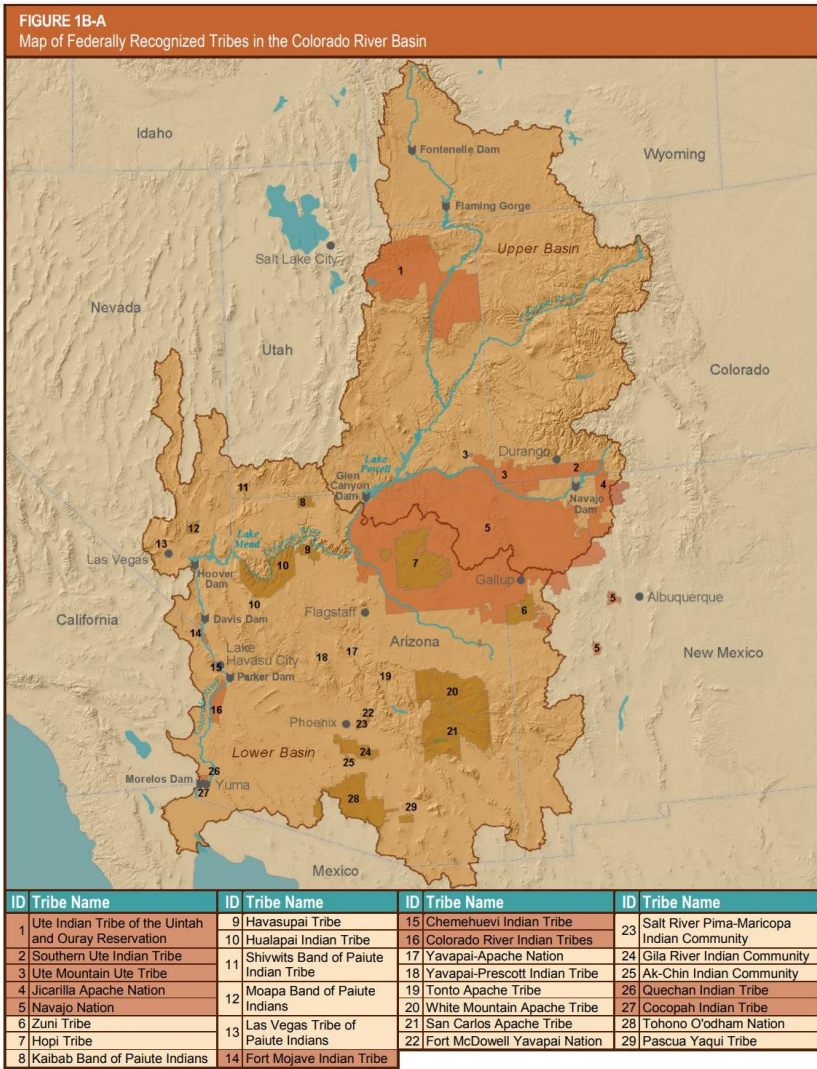 FIGURE 1B-A
Map of Federally Recognized Tribes in the Colorado River Basin
Idaho
Wyoming
Fontenelle Dam
Flaming Gorge
Upper Basin
Salt Lake City
1
Nevada
Utah
Colorado River
Colorado
Lake
Powell
Glen
Canyon
Dam
3
3
Durango
2
4
Navajo
Dam
11
8
5
12
13
Las Vegas
Lake
Mead
Colorado River
9
10
7
Hoover
Dam
10
Gallup
6
5
Albuquerque
California
Davis Dam
Flagstaff
14
Arizona
5
New Mexico
18
17
15
Lake
Havasu City
Parker Dam
19
16
Colorado River
20
22
Phoenix
23
21
Lower Basin
24
25
26
Morelos Dam
Yuma
27
28
29
Mexico
ID Tribe Name
1 Ute Indian Tribe of the Uintah
and Ouray Reservation
2 Southern Ute Indian Tribe
3 Ute Mountain Ute Tribe
4 Jicarilla Apache Nation
5 Navajo Nation
6 Zuni Tribe
7 Hopi Tribe
8 Kaibab Band of Paiute Indians
ID Tribe Name
9 Havasupai Tribe
10 Hualapai Indian Tribe
11 Shivwits Band of Paiute
Indian Tribe
12 Moapa Band of Paiute
Indians
13 Las Vegas Tribe of
Paiute Indians
14 Fort Mojave Indian Tribe
ID Tribe Name
15 Chemehuevi Indian Tribe
16 Colorado River Indian Tribes
17 Yavapai-Apache Nation
18 Yavapai-Prescott Indian Tribe
19 Tonto Apache Tribe
20 White Mountain Apache Tribe
21 San Carlos Apache Tribe
22 Fort McDowell Yavapai Nation
ID Tribe Name
23 Salt River Pima-Maricopa
Indian Community
24 Gila River Indian Community
25 Ak-Chin Indian Community
26 Quechan Indian Tribe
27 Cocopah Indian Tribe
28 Tohono O'odham Nation
29 Pascua Yaqui Tribe